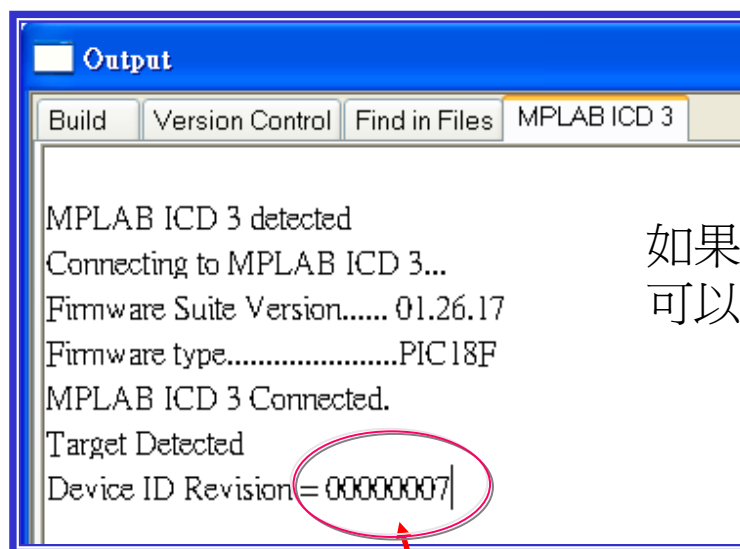 Output
Build Version Control Find in Files MPLAB ICD 3
MPLAB ICD 3 detected
Connecting to MPLAB ICD 3...
Firmware Suite Version...... 01.26.17
Firmware type......................PIC18F
MPLAB ICD 3 Connected.
Target Detected
Device ID Revision = 00000007
如果
可以